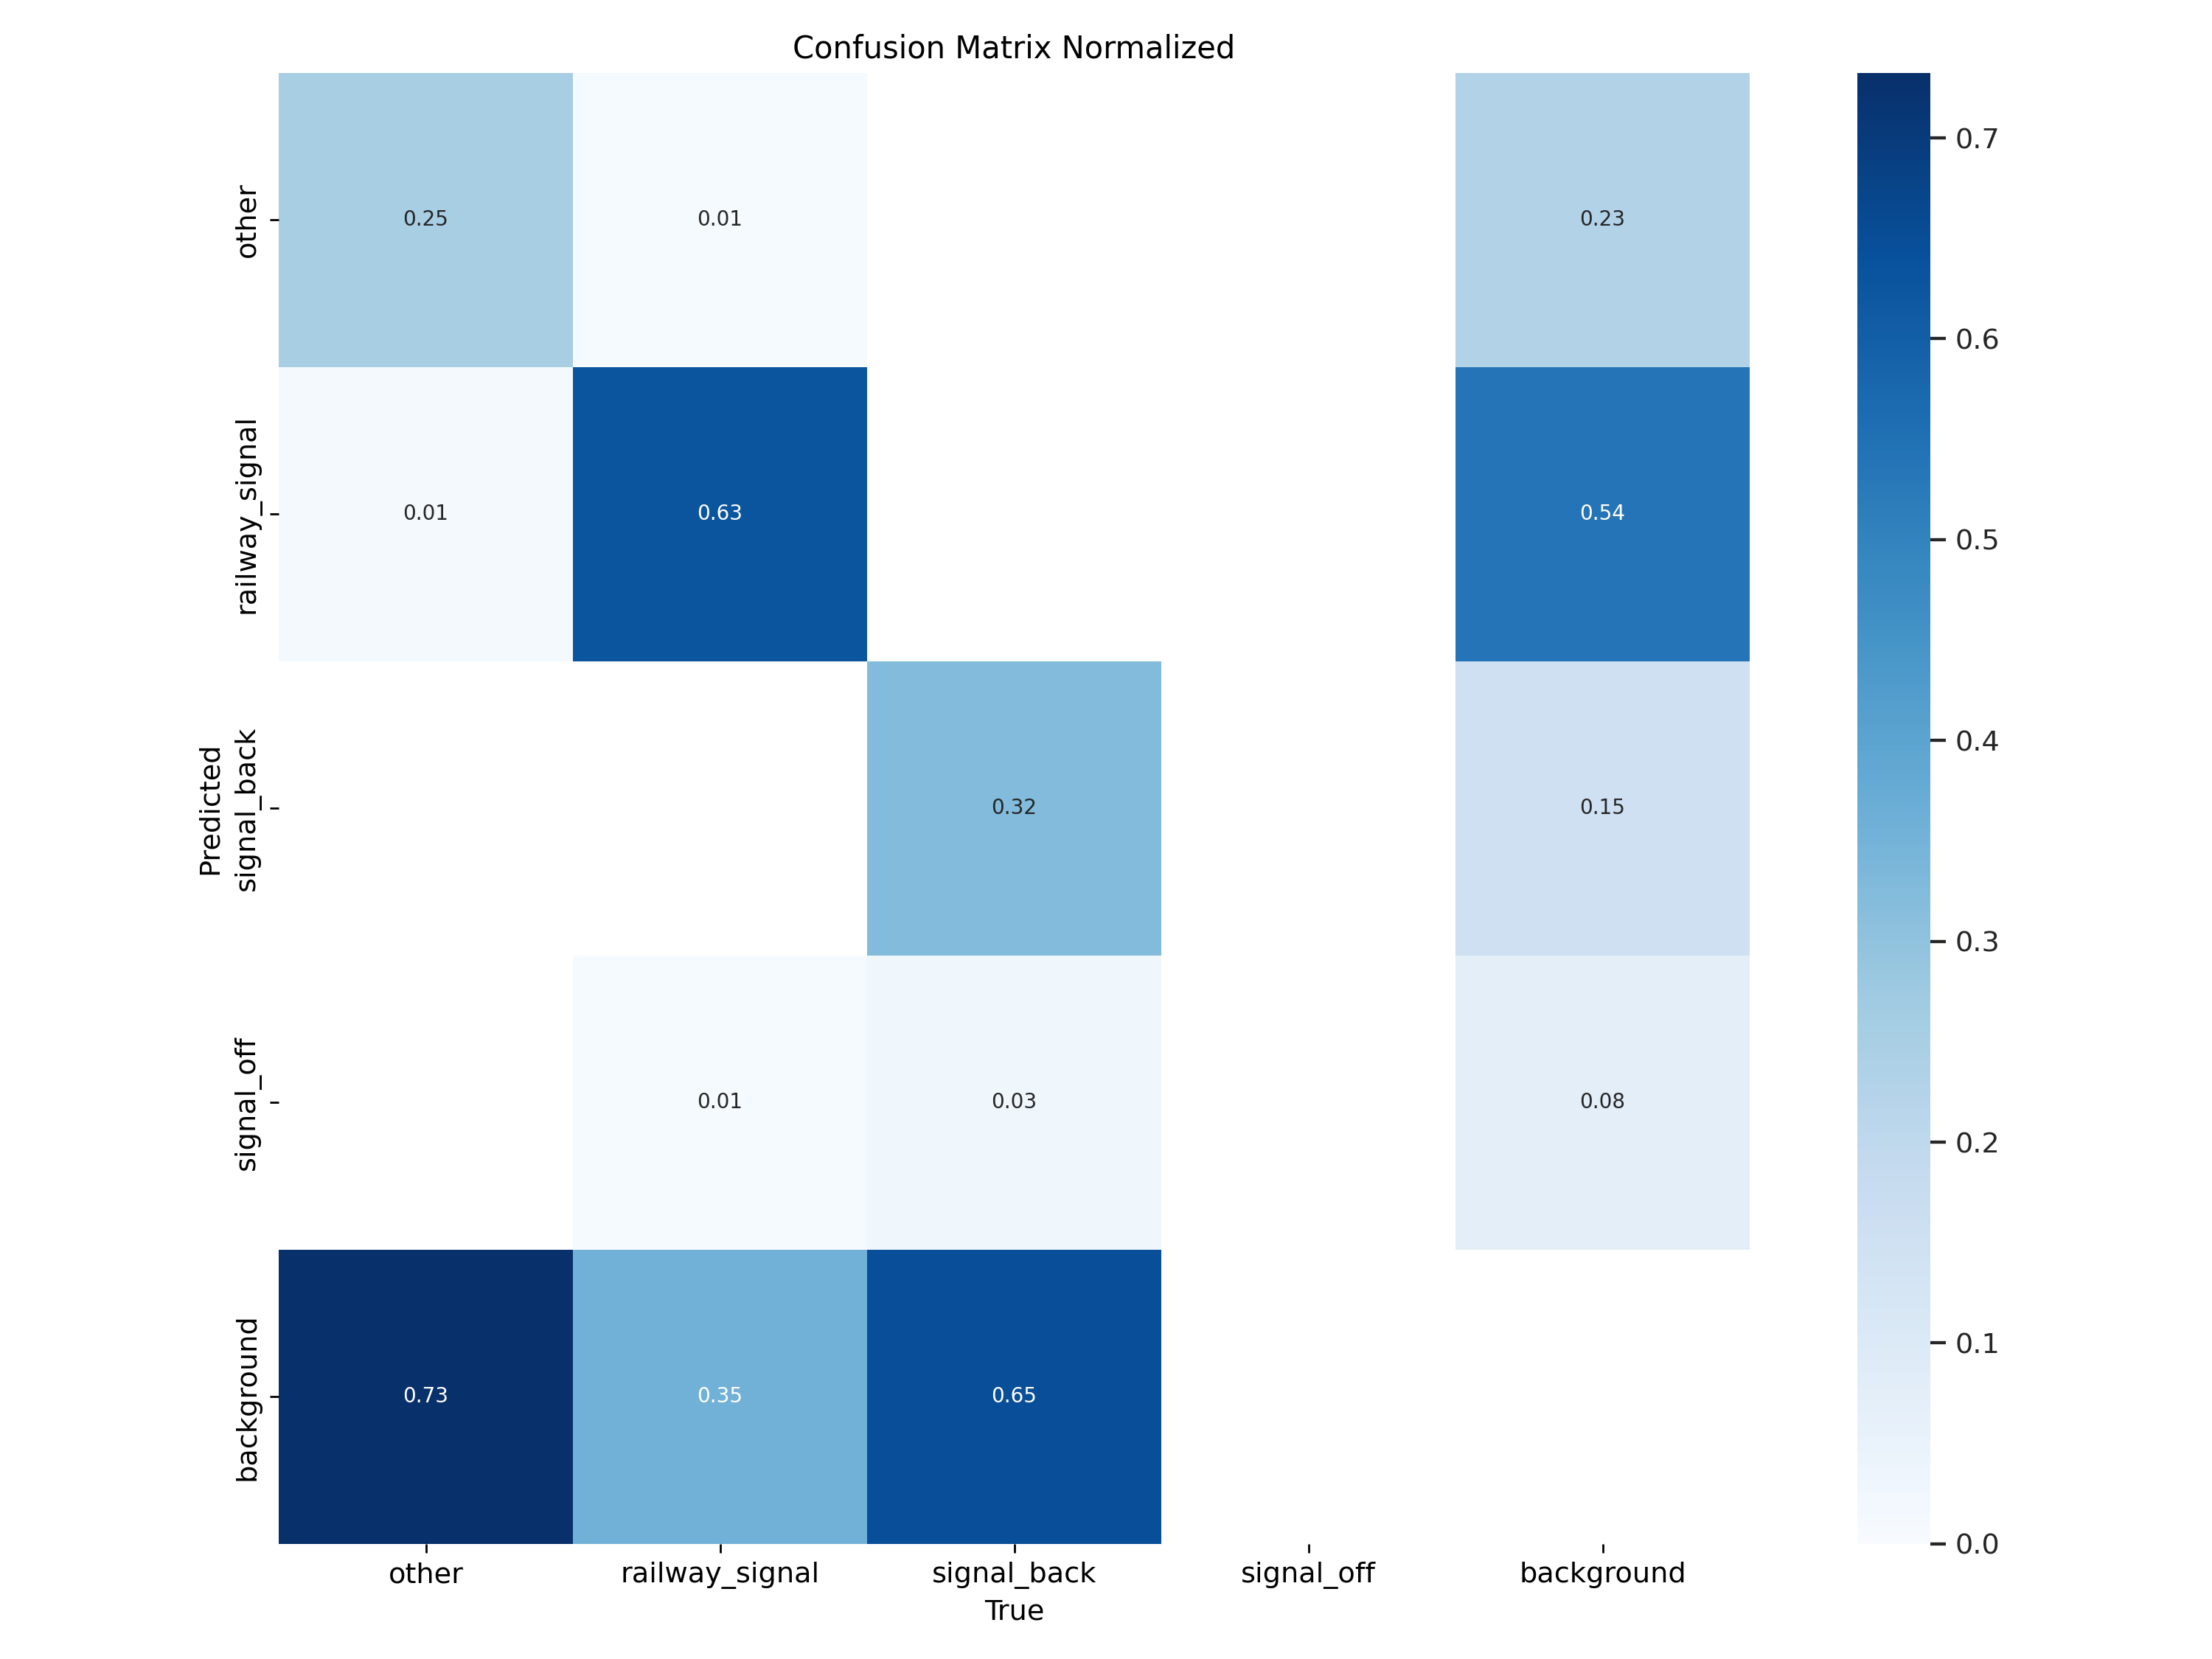 Confusion Matrix Normalized
other
0.25
0.01
0.23
railway_signal
0.01
0.63
0.54
Predicted
signal_back
0.32
0.15
signal_off
0.01
0.03
0.08
background
0.73
0.35
0.65
other
railway_signal
signal_back
signal_off
background
True
0.7
0.6
0.5
0.4
0.3
0.2
0.1
0.0